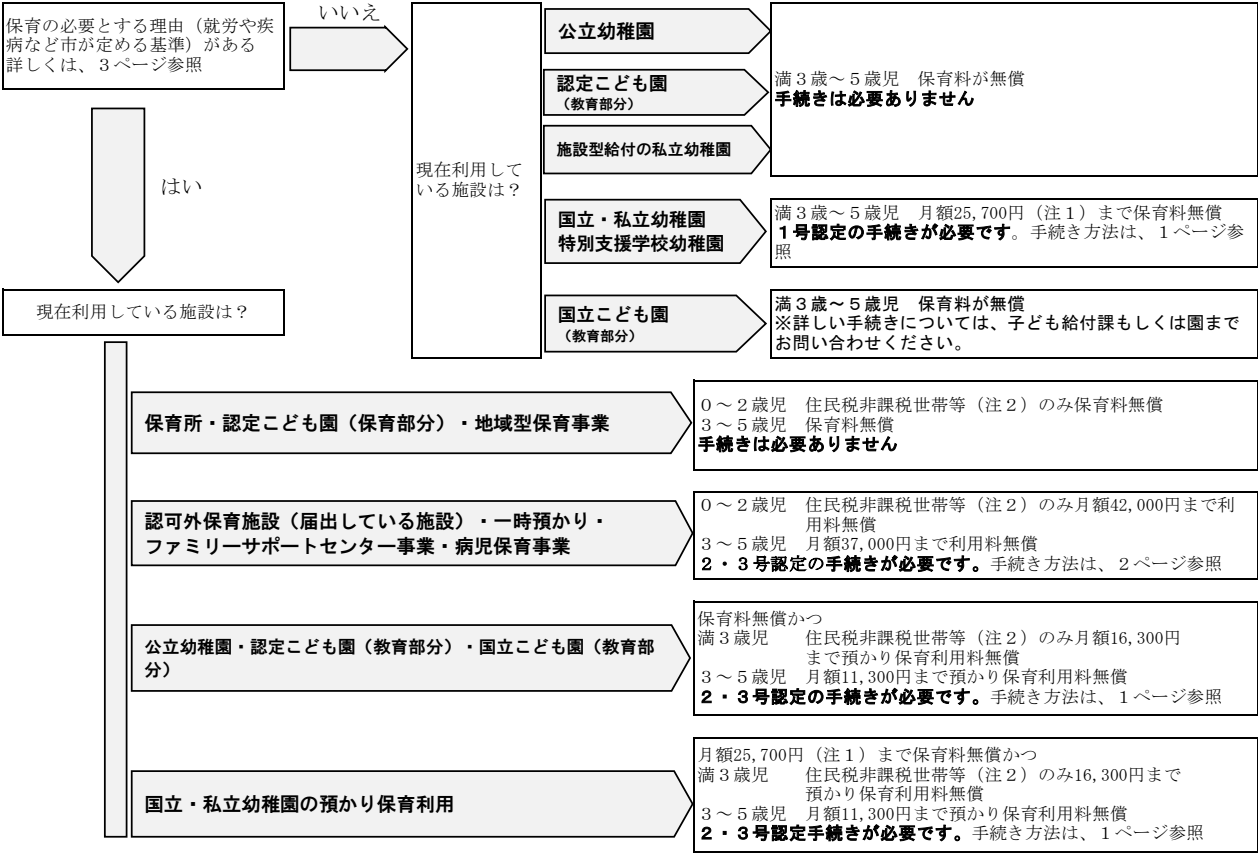 保育の必要とする理由（就労や疾
病など市が定める基準）がある
詳しくは、３ページ参照
いいえ
はい
現在利用して
いる施設は？
公立幼稚園
認定こども園
（教育部分）
施設型給付の私立幼稚園
満３歳～５歳児　保育料が無償
手続きは必要ありません
国立・私立幼稚園
特別支援学校幼稚園
満３歳～５歳児　月額25,700円（注１）まで保育料無償
１号認定の手続きが必要です。手続き方法は、１ページ参
照
国立こども園
（教育部分）
満３歳～５歳児　保育料が無償
※詳しい手続きについては、子ども給付課もしくは園まで
お問い合わせください。
現在利用している施設は？
保育所・認定こども園（保育部分）・地域型保育事業
０～２歳児　住民税非課税世帯等（注２）のみ保育料無償
３～５歳児　保育料無償
手続きは必要ありません
認可外保育施設（届出している施設）・一時預かり・
ファミリーサポートセンター事業・病児保育事業
０～２歳児　住民税非課税世帯等（注２）のみ月額42,000円まで利
用料無償
３～５歳児　月額37,000円まで利用料無償
２・３号認定の手続きが必要です。手続き方法は、２ページ参照
公立幼稚園・認定こども園（教育部分）・国立こども園（教育部
分）
保育料無償かつ
満３歳児　　住民税非課税世帯等（注２）のみ月額16,300円
まで預かり保育利用料無償
３～５歳児　月額11,300円まで預かり保育利用料無償
２・３号認定の手続きが必要です。手続き方法は、１ページ参照
国立・私立幼稚園の預かり保育利用
月額25,700円（注１）まで保育料無償かつ
満３歳児　　住民税非課税世帯等（注２）のみ16,300円まで
預かり保育利用料無償
３～５歳児　月額11,300円まで預かり保育利用料無償
２・３号認定手続きが必要です。手続き方法は、１ページ参照